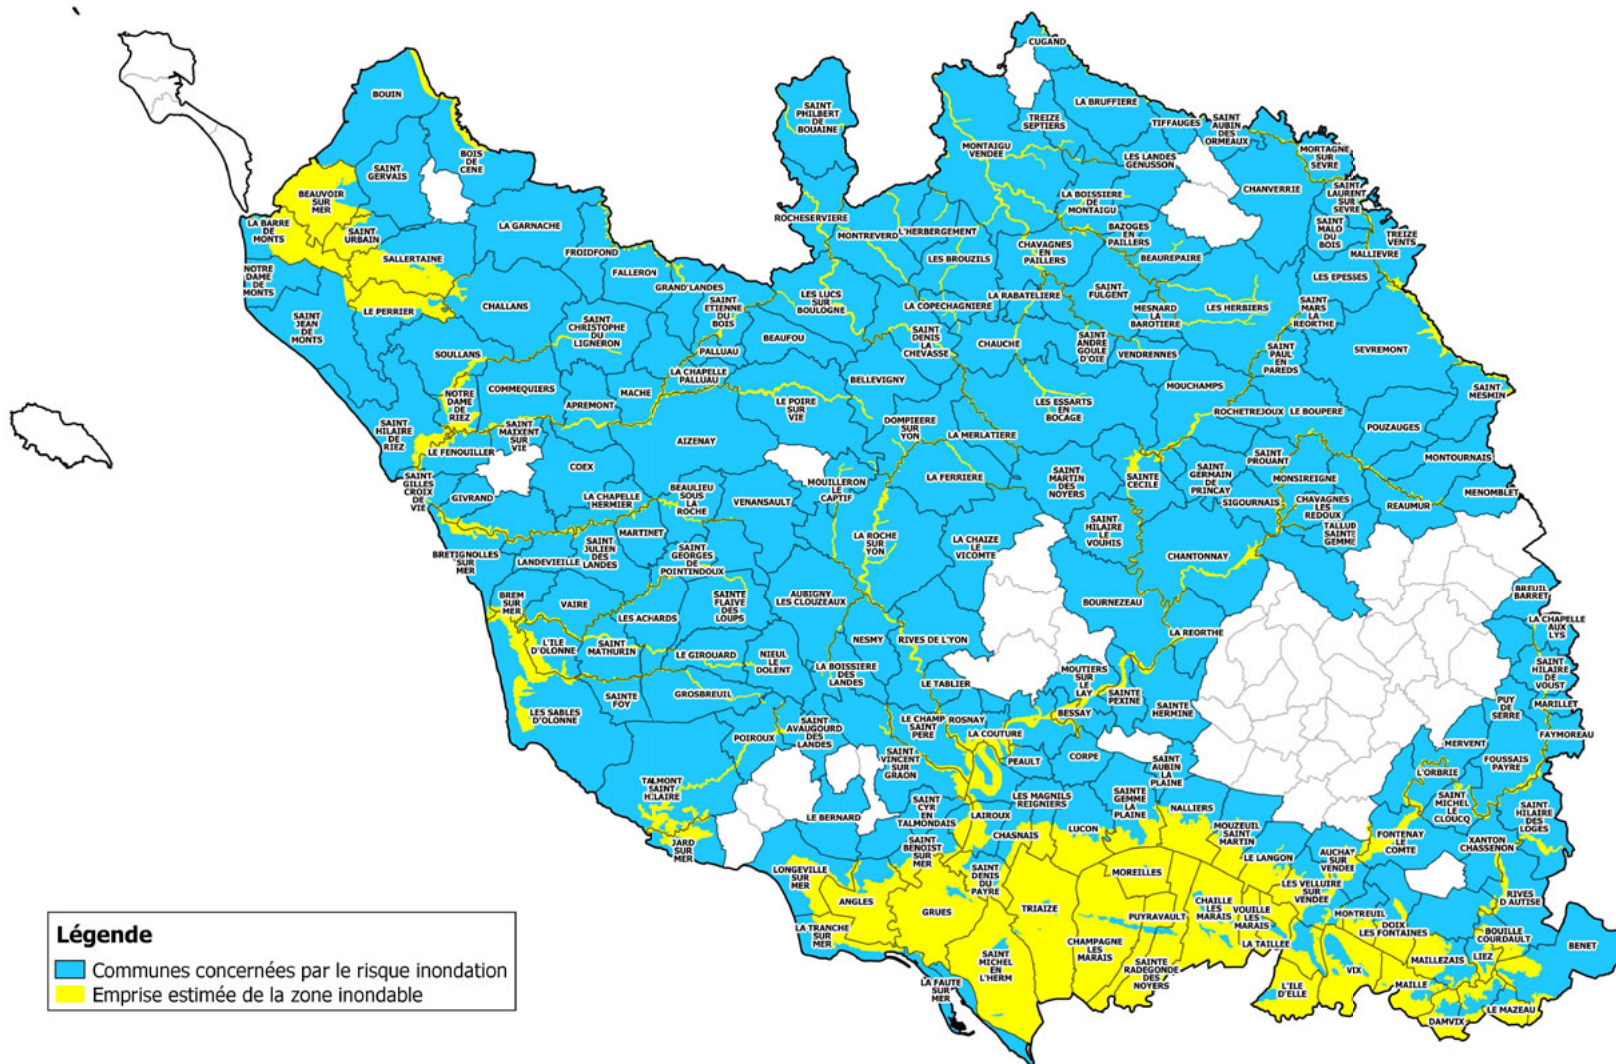 CUGAND
BOUIN
LA BRUFFIERE
SAINT
PHILBERT
DE
BOUAINE
TREIZE
SEPTIERS
TIFFAUGES
SAINT
AUBIN
DES
ORMEAUX
MONTAIGU
VENDEE
LES LANDES
GENUSSON
MORTAGNE
SUR
SEVRE
BOIS
DE
CENE
SAINT
GERVAIS
CHANVERRIE
SAINT
LAURENT
SUR
SEVRE
BEAUVOIR
SUR
MER
LA BOISSIERE
DE
MONTAIGU
ROCHESERVIERE
LA GARNACHE
LA BARRE
DE
MONTS
SAINT
URBAIN
MONTREVERD
L'HERBERGEMENT
BAZOGES
EN
PAILLERS
SAINT
MALO
DU
BOIS
TREIZE
VENTS
MALLIEVRE
CHAVAGNES
EN
PAILLERS
FROIDFOND
SALLERTAINE
LES BROUZILS
BEAUREPAIRE
FALLERON
NOTRE
DAME
DE
MONTS
LES EPESSES
GRAND'LANDES
LE PERRIER
CHALLANS
SAINT
ETIENNE
DU
BOIS
LES LUCS
SUR
BOULOGNE
LA COPECHAGNIERE
LA RABATELIERE
SAINT
FULGENT
MESNARD
LA
BAROTIERE
LES HERBIERS
SAINT
MARS
LA
REORTHE
SAINT
JEAN
DE
MONTS
SAINT
CHRISTOPHE
DU
LIGNERON
BEAUFOU
SAINT
DENIS
LA
CHEVASSE
CHAUCHE
SAINT
ANDRE
GOULE
D'OIE
VENDRENNES
SAINT
PAUL
EN
PAREDS
SEVREMONT
SOULLANS
PALLUAU
LA CHAPELLE
PALLUAU
BELLEVIGNY
MOUCHAMPS
COMMEQUIERS
MACHE
APREMONT
LE POIRE
SUR
VIE
LES ESSARTS
EN
BOCAGE
SAINT
MESMIN
NOTRE
DAME
DE
RIEZ
ROCHETREJOUX
LE BOUPERE
POUZAUGES
SAINT
HILAIRE
DE
RIEZ
SAINT
MAIXENT
SUR
VIE
LE FENOUILLER
DOMPIERRE
SUR
YON
LA MERLATIERE
AIZENAY
MONTOURNAIS
SAINT
PROUANT
MONSIREIGNE
COEX
LA FERRIERE
SAINT
MARTIN
DES
NOYERS
SAINTE
CECILE
SAINT
GERMAIN
DE
PRINCAY
SAINT
GILLES
CROIX
DE
VIE
GIVRAND
LA CHAPELLE
HERMIER
BEAULIEU
SOUS
LA
ROCHE
VENANSAULT
MOUILLERON
LE
CAPTIF
SIGOURNAIS
CHAVAGNES
LES
REDOUX
REAUMUR
MENOMBLET
TALLUD
SAINTE
GEMME
MARTINET
LA ROCHE
SUR
YON
LA CHAIZE
LE
VICOMTE
SAINT
HILAIRE
LE
VOUHIS
CHANTONNAY
BRETIGNOLLES
SUR
MER
LANDEVIEILLE
SAINT
JULIEN
DES
LANDES
SAINT
GEORGES
DE
POINTINDOUX
BREUIL
BARRET
BREM
SUR
MER
VAIRE
LES ACHARDS
SAINTE
FLAIVE
DES
LOUPS
AUBIGNY
LES CLOUZEAUX
BOURNEZEAU
LA CHAPELLE
AUX
LYS
LA REORTHE
L'ILE
D'OLONNE
SAINT
MATHURIN
LE GIROUARD
NIEUL
LE
DOLENT
NESMY
RIVES DE L'YON
LA BOISSIERE
DES
LANDES
LE TABLIER
MOUTIERS
SUR
LE
LAY
SAINTE
PEXINE
SAINT
HILAIRE
DE
VOUST
SAINTE
FOY
GROSBREUIL
LES SABLES
D'OLONNE
BESSAY
SAINTE
HERMINE
PUY
DE
SERRE
MARILLET
FAYMOREAU
POIROUX
SAINT
AVAUGOURD
DES
LANDES
LE CHAMP
SAINT
PERE
ROSNAY
LA COUTURE
MERVENT
SAINT
VINCENT
SUR
GRAON
PEAULT
CORPE
SAINT
AUBIN
LA
PLAINE
L'ORBRIE
FOUSSAIS
PAYRE
TALMONT
SAINT
HILAIRE
LES MAGNILS
REIGNIERS
SAINTE
GEMME
LA
PLAINE
NALLIERS
SAINT
MICHEL
LE
CLOUCQ
SAINT
HILAIRE
DES
LOGES
LE BERNARD
SAINT
CYR
EN
TALMONDAIS
LAIROUX
CHASNAIS
LUCON
MOUZEUIL
SAINT
MARTIN
FONTENAY
LE
COMTE
JARD
SUR
MER
SAINT
BENOIST
SUR
MER
LE LANGON
AUCHAY
SUR
VENDEE
XANTON
CHASSENON
LONGEVILLE
SUR
MER
SAINT
DENIS
DU
PAYRE
MOREILLES
LES VELLUIRE
SUR
VENDEE
ANGLES
GRUES
TRIAIZE
PUYRAVAULT
CHAILLE
LES
MARAIS
VOUILLE
LES
MARAIS
MONTREUIL
RIVES
D AUTISE
DOIX
LES FONTAINES
LA TRANCHE
SUR
MER
LA TAILLEE
BOUILLE
COURDAULT
BENET
SAINT
MICHEL
EN
L'HERM
CHAMPAGNE
LES
MARAIS
SAINTE
RADEGONDE
DES
NOYERS
VIX
MAILLEZAIS
LIEZ
LA FAUTE
SUR
MER
L'ILE
D'ELLE
MAILLE
LE MAZEAU
DAMVIX
Légende
Communes concernées par le risque inondation
Emprise estimée de la zone inondable